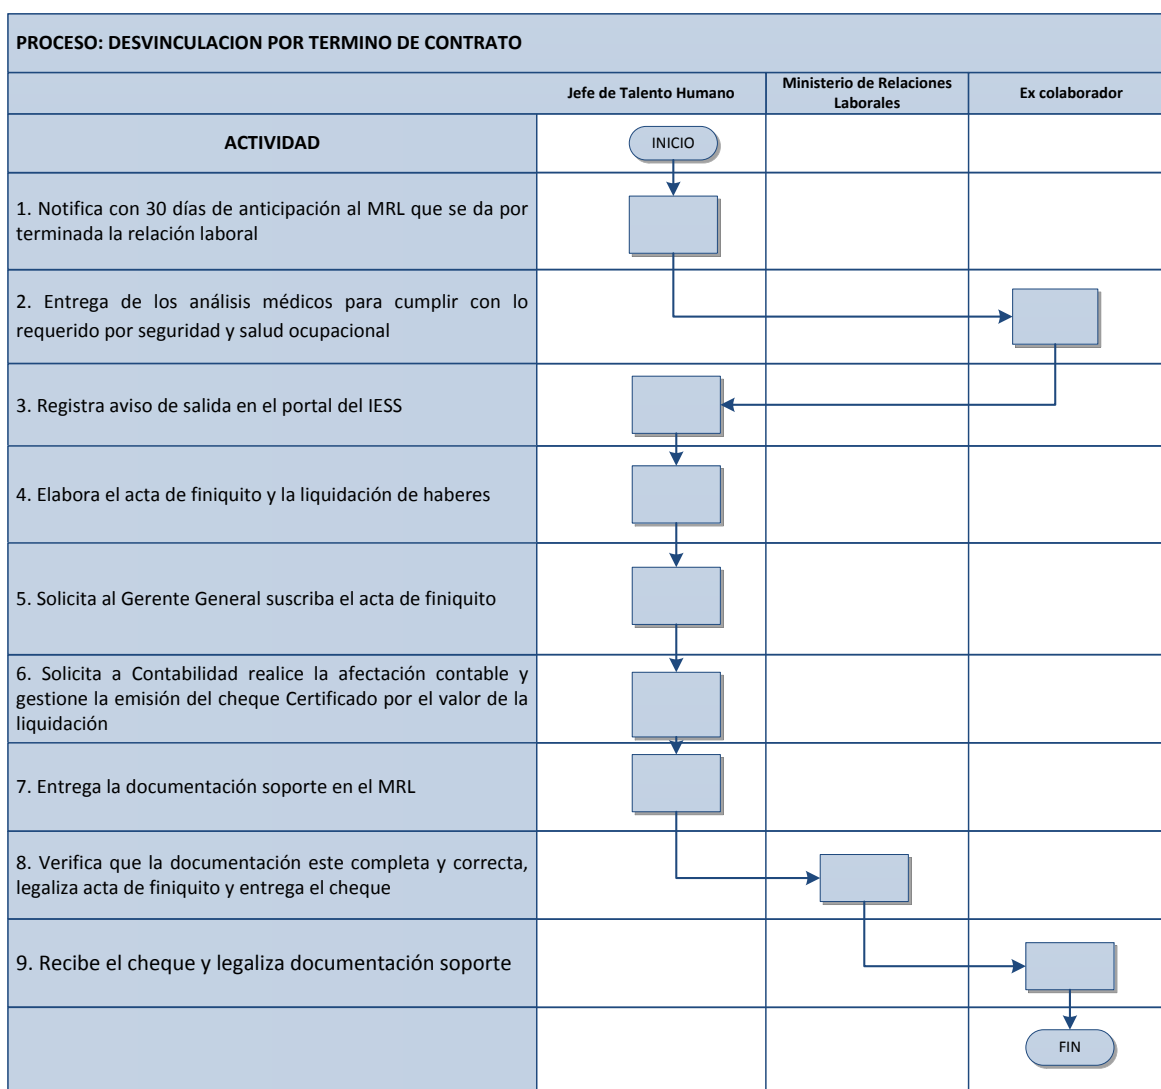 PROCESO: DESVINCULACION POR TERMINO DE CONTRATO
Jefe de Talento Humano
Ministerio de Relaciones
Laborales
Ex colaborador
ACTIVIDAD
INICIO
1. Notifica con 30 días de anticipación al MRL que se da por
terminada la relación laboral
2. Entrega de los análisis médicos para cumplir con lo
requerido por seguridad y salud ocupacional
3. Registra aviso de salida en el portal del IESS
4. Elabora el acta de finiquito y la liquidación de haberes
5. Solicita al Gerente General suscriba el acta de finiquito
6. Solicita a Contabilidad realice la afectación contable y
gestione la emisión del cheque Certificado por el valor de la
liquidación
7. Entrega la documentación soporte en el MRL
8. Verifica que la documentación este completa y correcta,
legaliza acta de finiquito y entrega el cheque
9. Recibe el cheque y legaliza documentación soporte
FIN